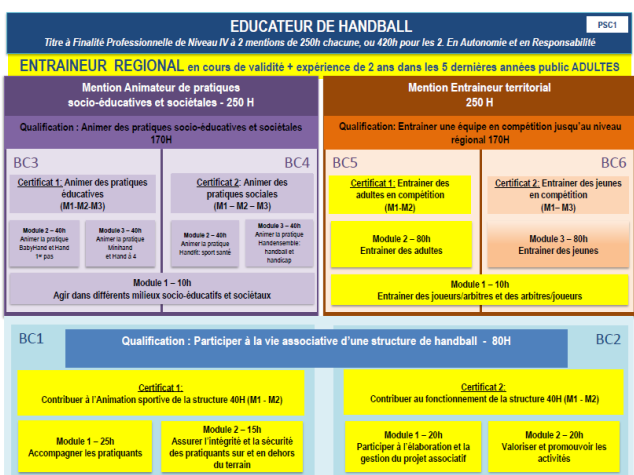 EDUCATEUR DE HANDBALL
PSC1
Titre à Finalité Professionnelle de Niveau IV à 2 mentions de 250h chacune, ou 420h pour les 2. En Autonomie et en Responsabilité
ENTRAINEUR REGIONAL en cours de validité + expérience de 2 ans dans les 5 dernières années public ADULTES
Mention Animateur de pratiques
socio-éducatives et sociétales - 250 H
Qualification : Animer des pratiques socio-éducatives et sociétales
170H
BC3
Certificat 1: Animer des pratiques
éducatives
(M1-M2-M3)
BC4
Certificat 2: Animer des
pratiques sociales
(M1 – M2 – M3)
Module 2 – 40h
Animer la pratique
BabyHand et Hand
1er pas
Module 3 – 40h
Animer la pratique
Minihand
et Hand à 4
Module 2 – 40h
Animer la pratique
Handfit: sport santé
Module 3 – 40h
Animer la pratique
Handensemble:
handball et
handicap
Module 1 – 10h
Agir dans différents milieux socio-éducatifs et sociétaux
Mention Entraineur territorial
250 H
Qualification: Entrainer une équipe en compétition jusqu'au niveau
régional 170H
BC5
Certificat 1: Entrainer des
adultes en compétition
(M1-M2)
BC6
Certificat 2: Entrainer des jeunes
en compétition
(M1– M3)
Module 2 – 80h
Entrainer des adultes
Module 3 – 80h
Entrainer des jeunes
Module 1 – 10h
Entrainer des joueurs/arbitres et des arbitres/joueurs
BC1
Qualification : Participer à la vie associative d'une structure de handball - 80H
BC2
Certificat 1:
Contribuer à l'Animation sportive de la structure 40H (M1 - M2)
Module 1 – 25h
Accompagner les pratiquants
Module 2 – 15h
Assurer l'intégrité et la sécurité
des pratiquants sur et en dehors
du terrain
Certificat 2:
Contribuer au fonctionnement de la structure 40H (M1 - M2)
Module 1 – 20h
Participer à l'élaboration et la
gestion du projet associatif
Module 2 – 20h
Valoriser et promouvoir les
activités